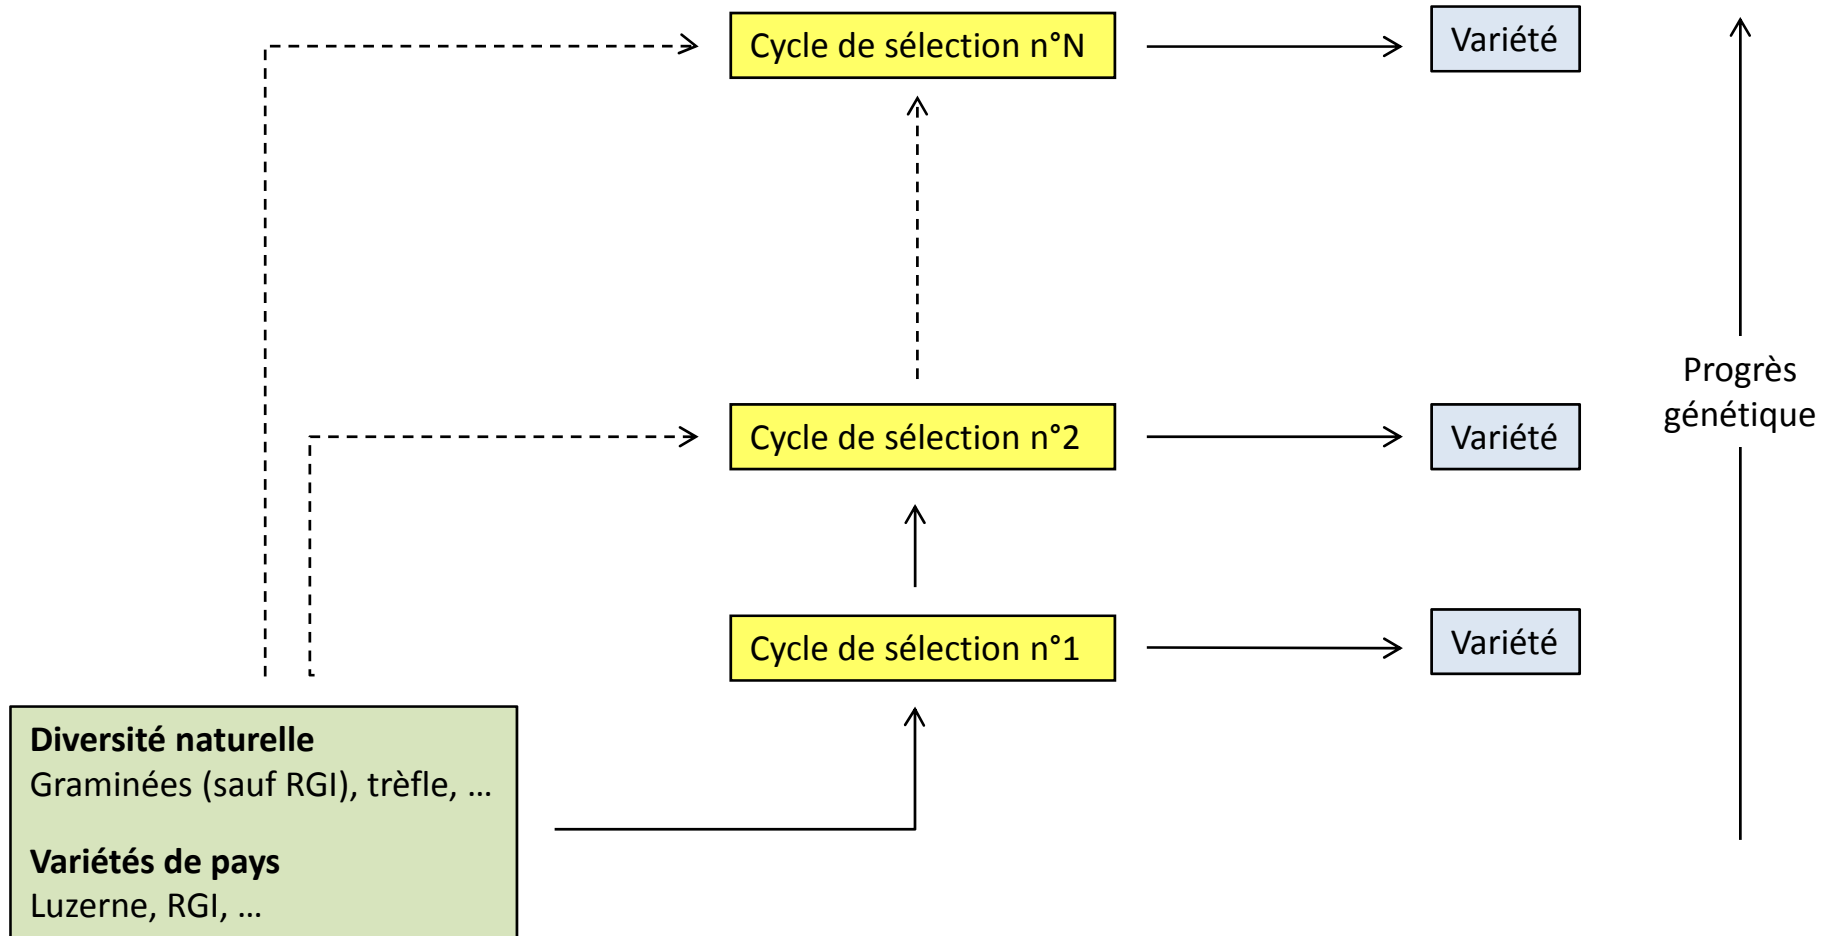 Cycle de sélection n°N
Variété
Progrès
génétique
Cycle de sélection n°2
Variété
Cycle de sélection n°1
Variété
Diversité naturelle
Graminées (sauf RGI), trèfle, …
Variétés de pays
Luzerne, RGI, …